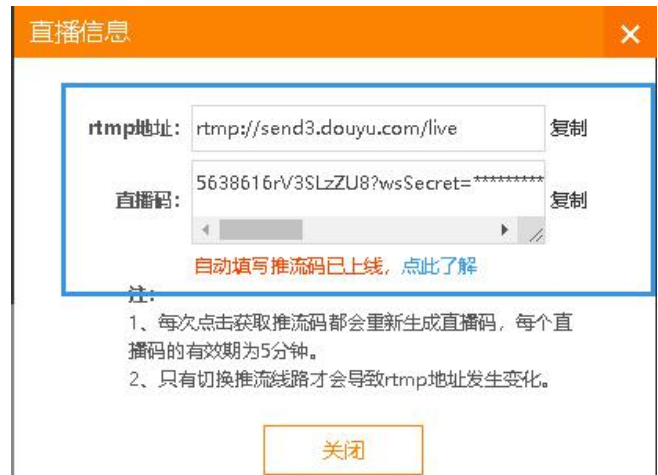 直播信息
×
rtmp地址: rtmp://send3.douyu.com/live 复制
直播码: 5638616rV3SLzZU8?wsSecret=********* 复制
自动填写推流码已上线,点此了解
注:
1、每次点击获取推流码都会重新生成直播码,每个直
播码的有效期为5分钟。
2、只有切换推流线路才会导致rtmp地址发生变化。
关闭